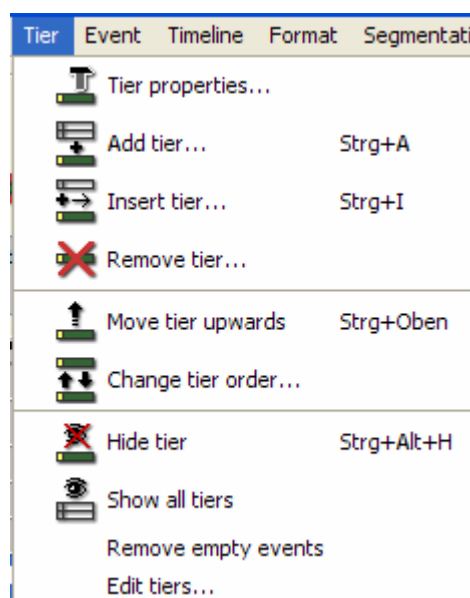 Tier Event Timeline Format Segmentati
Tier properties...
Add tier... Strg+A
Insert tier... Strg+I
Remove tier...
Move tier upwards Strg+Oben
Change tier order...
Hide tier Strg+Alt+H
Show all tiers
Remove empty events
Edit tiers...